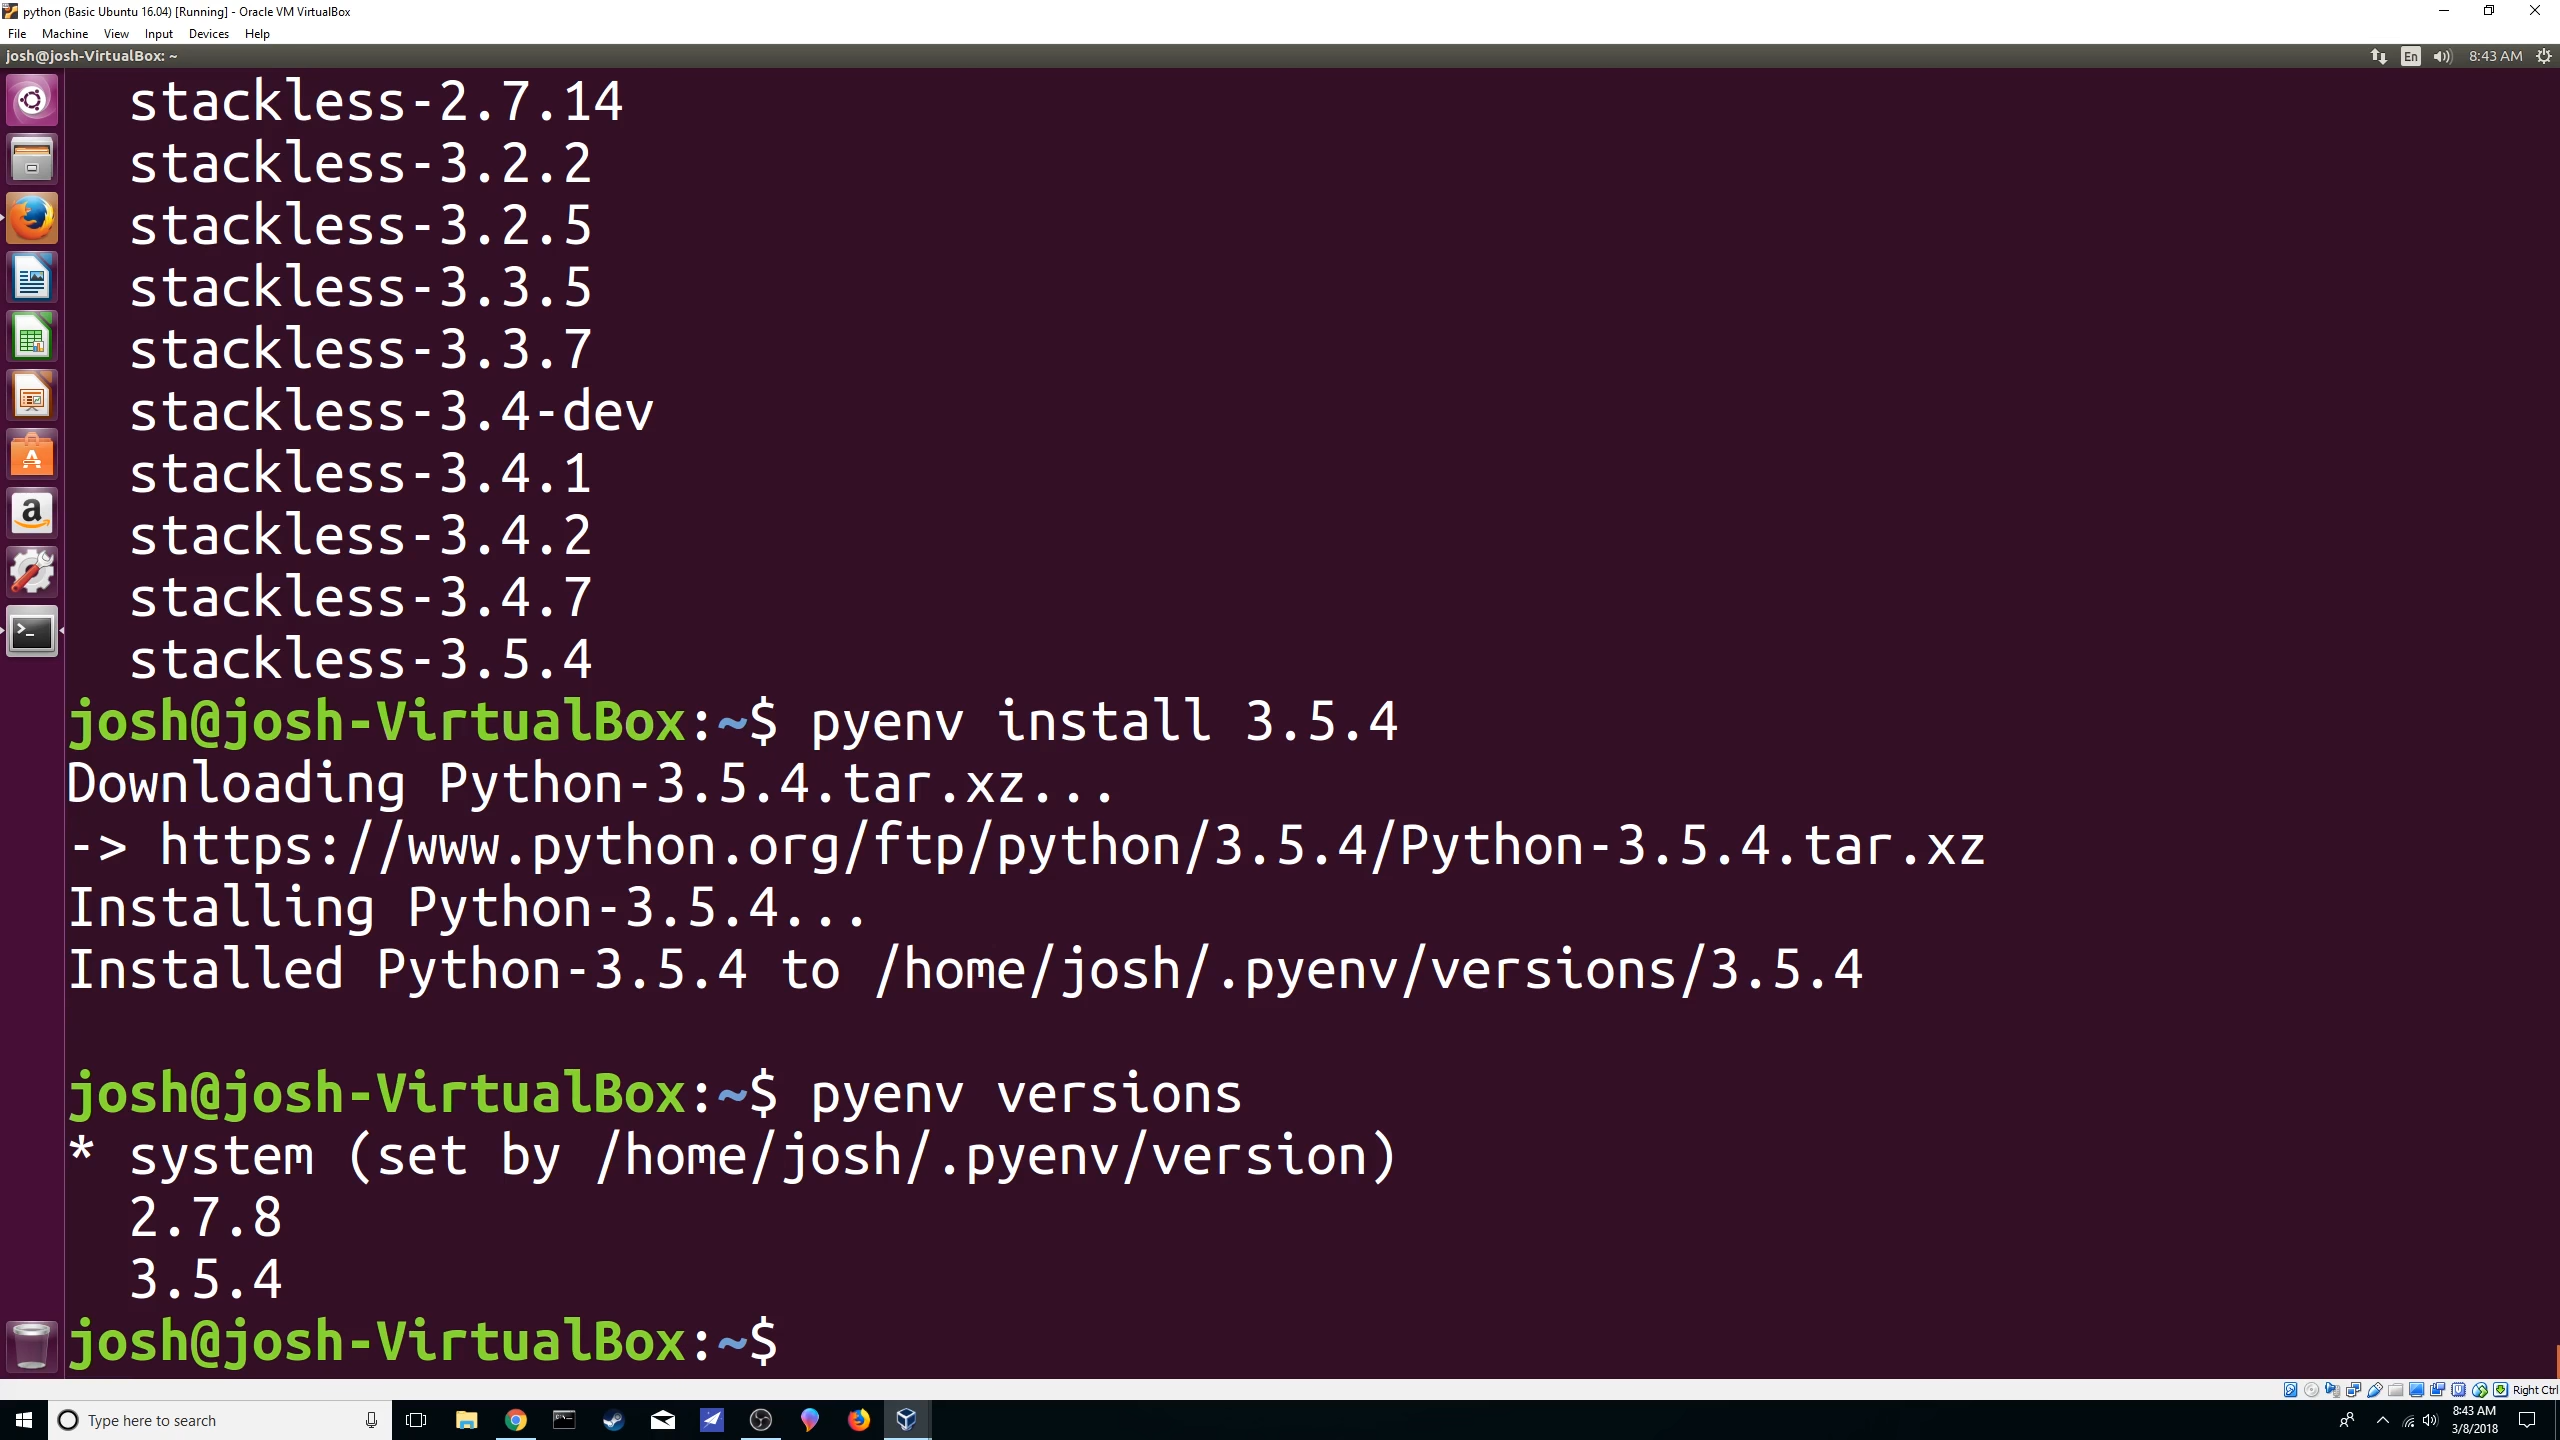 python (Basic Ubuntu 16.04) [Running] - Oracle VM VirtualBox
File Machine View Input Devices Help
josh@josh-VirtualBox: ~ En 8:43 AM
stackless-2.7.14
stackless-3.2.2
stackless-3.2.5
stackless-3.3.5
stackless-3.3.7
stackless-3.4-dev
stackless-3.4.1
stackless-3.4.2
stackless-3.4.7
stackless-3.5.4
josh@josh-VirtualBox:~$ pyenv install 3.5.4
Downloading Python-3.5.4.tar.xz...
-> https://www.python.org/ftp/python/3.5.4/Python-3.5.4.tar.xz
Installing Python-3.5.4...
Installed Python-3.5.4 to /home/josh/.pyenv/versions/3.5.4
josh@josh-VirtualBox:~$ pyenv versions
* system (set by /home/josh/.pyenv/version)
2.7.8
3.5.4
josh@josh-VirtualBox:~$
Right Ctrl
Type here to search
8:43 AM
3/8/2018